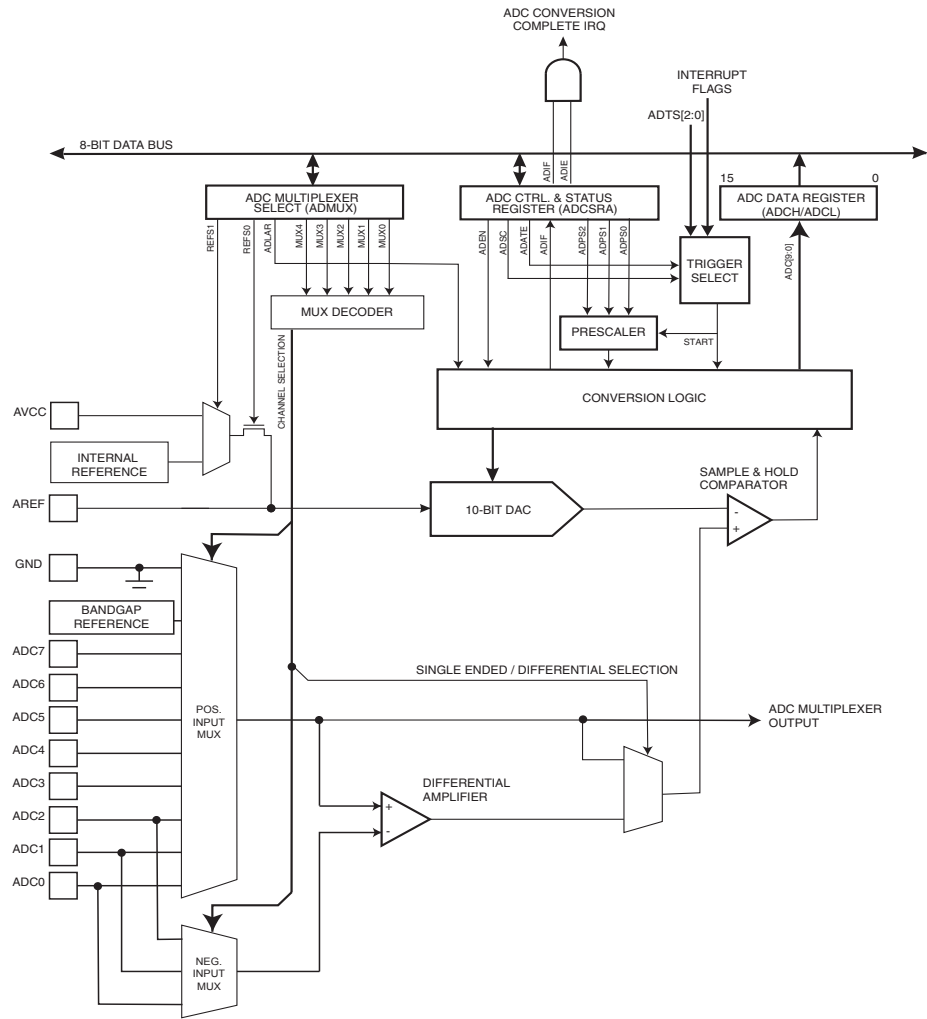 ADC CONVERSION
COMPLETE IRQ
INTERRUPT
FLAGS
ADTS[2:0]
8-BIT DATA BUS
ADIF
ADIE
15
0
ADC MULTIPLEXER
SELECT (ADMUX)
ADC CTRL. & STATUS
REGISTER (ADCSRA)
ADC DATA REGISTER
(ADCH/ADCL)
REFS1
REFS0
ADLAR
MUX4
MUX3
MUX2
MUX1
MUX0
ADEN
ADSC
ADATE
ADIF
ADPS2
ADPS1
ADPS0
TRIGGER
SELECT
ADC[9:0]
MUX DECODER
PRESCALER
START
CHANNEL SELECTION
CONVERSION LOGIC
AVCC
INTERNAL
REFERENCE
SAMPLE & HOLD
COMPARATOR
AREF
10-BIT DAC
-
+
GND
BANDGAP
REFERENCE
ADC7
SINGLE ENDED / DIFFERENTIAL SELECTION
ADC6
ADC5
POS.
INPUT
MUX
ADC MULTIPLEXER
OUTPUT
ADC4
ADC3
DIFFERENTIAL
AMPLIFIER
ADC2
+
-
ADC1
ADC0
NEG.
INPUT
MUX